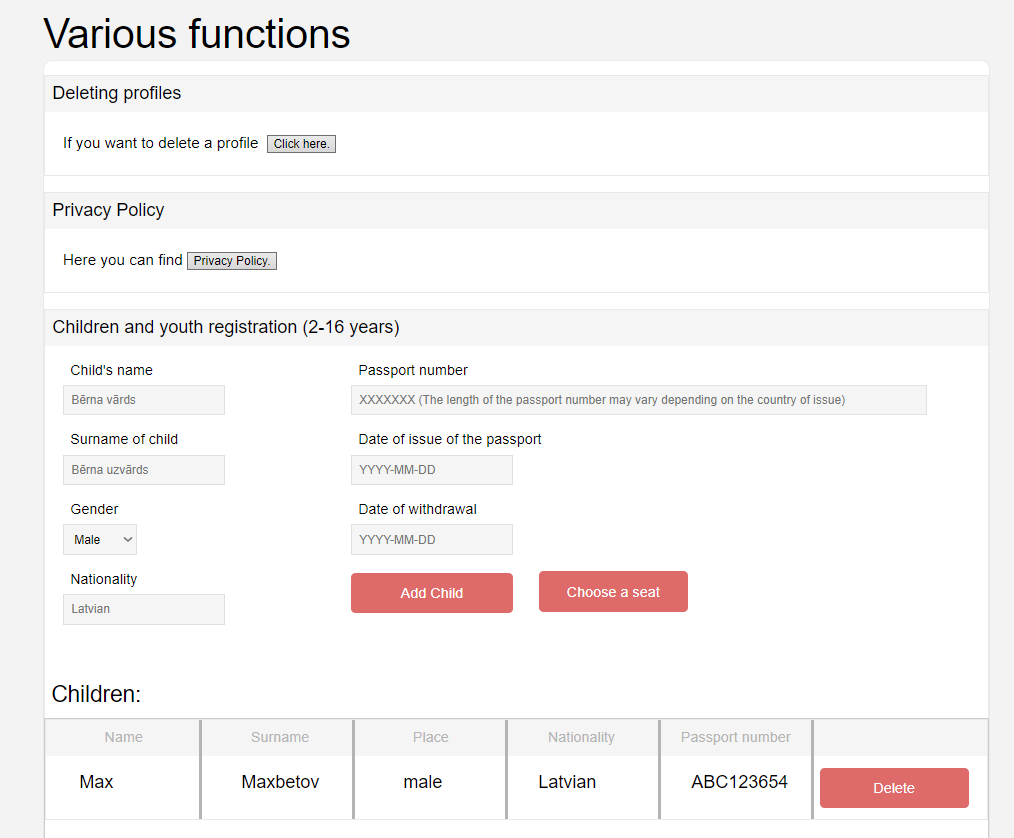 Various functions
Deleting profiles
If you want to delete a profile Click here.
Privacy Policy
Here you can find Privacy Policy.
Children and youth registration (2-16 years)
Child's name
Bērna vārds
Surname of child
Bērna uzvārds
Gender
Male
Nationality
Latvian
Passport number
XXXXXXX (The length of the passport number may vary depending on the country of issue)
Date of issue of the passport
YYYY-MM-DD
Date of withdrawal
YYYY-MM-DD
Add Child Choose a seat
Children:
Name Surname Place Nationality Passport number
Max Maxbetov male Latvian ABC123654 Delete